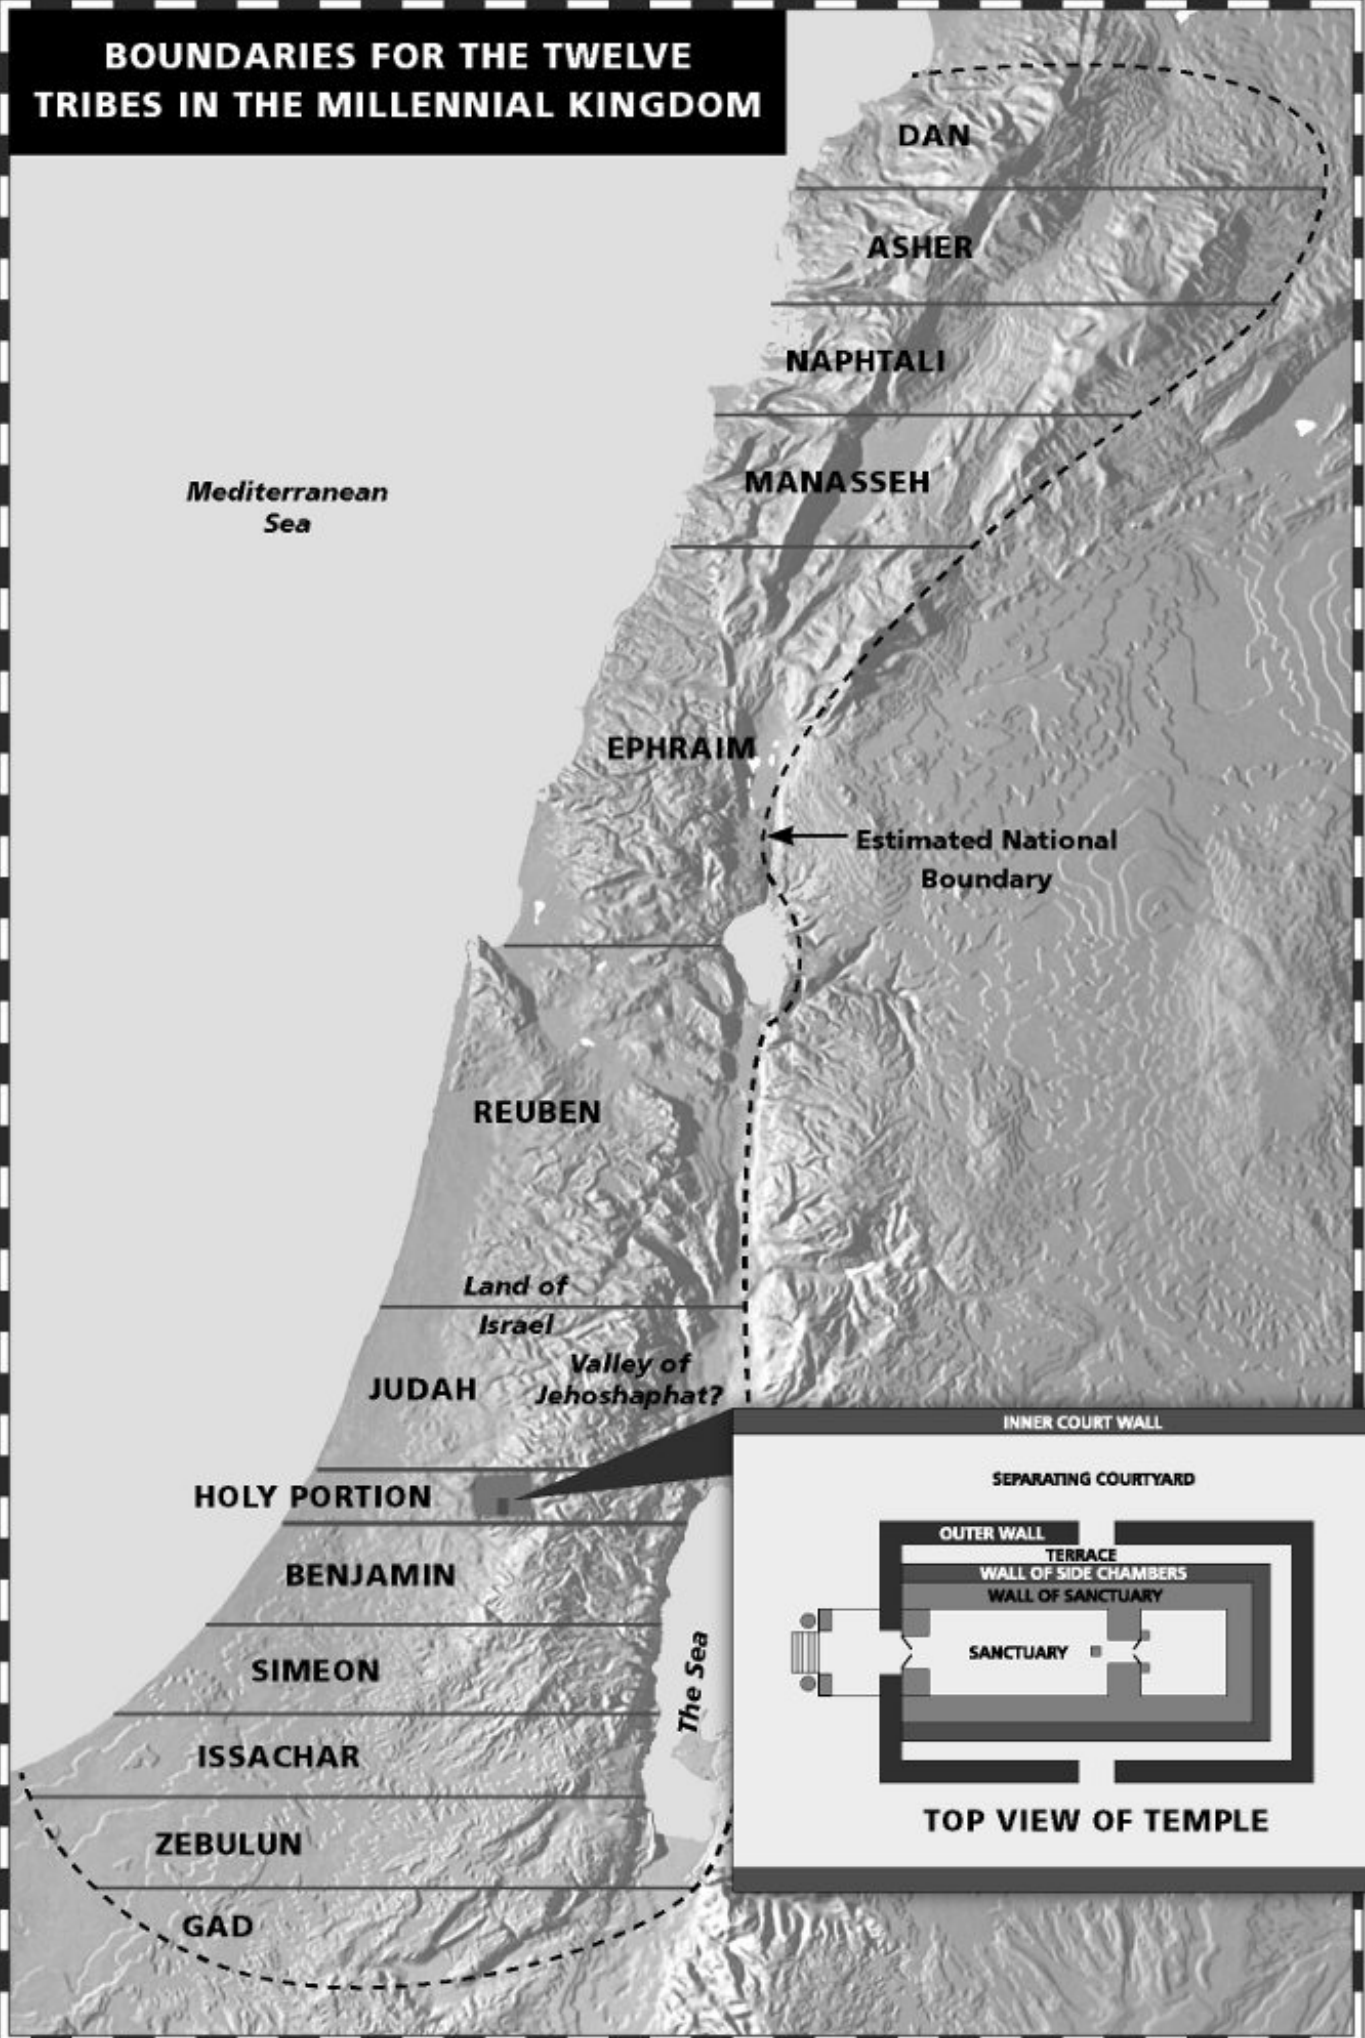 BOUNDARIES FOR THE TWELVE
TRIBES IN THE MILLENNIAL KINGDOM
DAN
ASHER
NAPHTALI
MANASSEH
Mediterranean
Sea
EPHRAIM
Estimated National
Boundary
REUBEN
Land of
Israel
Valley of
Jehoshaphat?
JUDAH
HOLY PORTION
BENJAMIN
SIMEON
The Sea
ISSACHAR
ZEBULUN
GAD
INNER COURT WALL
SEPARATING COURTYARD
OUTER WALL
TERRACE
WALL OF SIDE CHAMBERS
WALL OF SANCTUARY
SANCTUARY
TOP VIEW OF TEMPLE